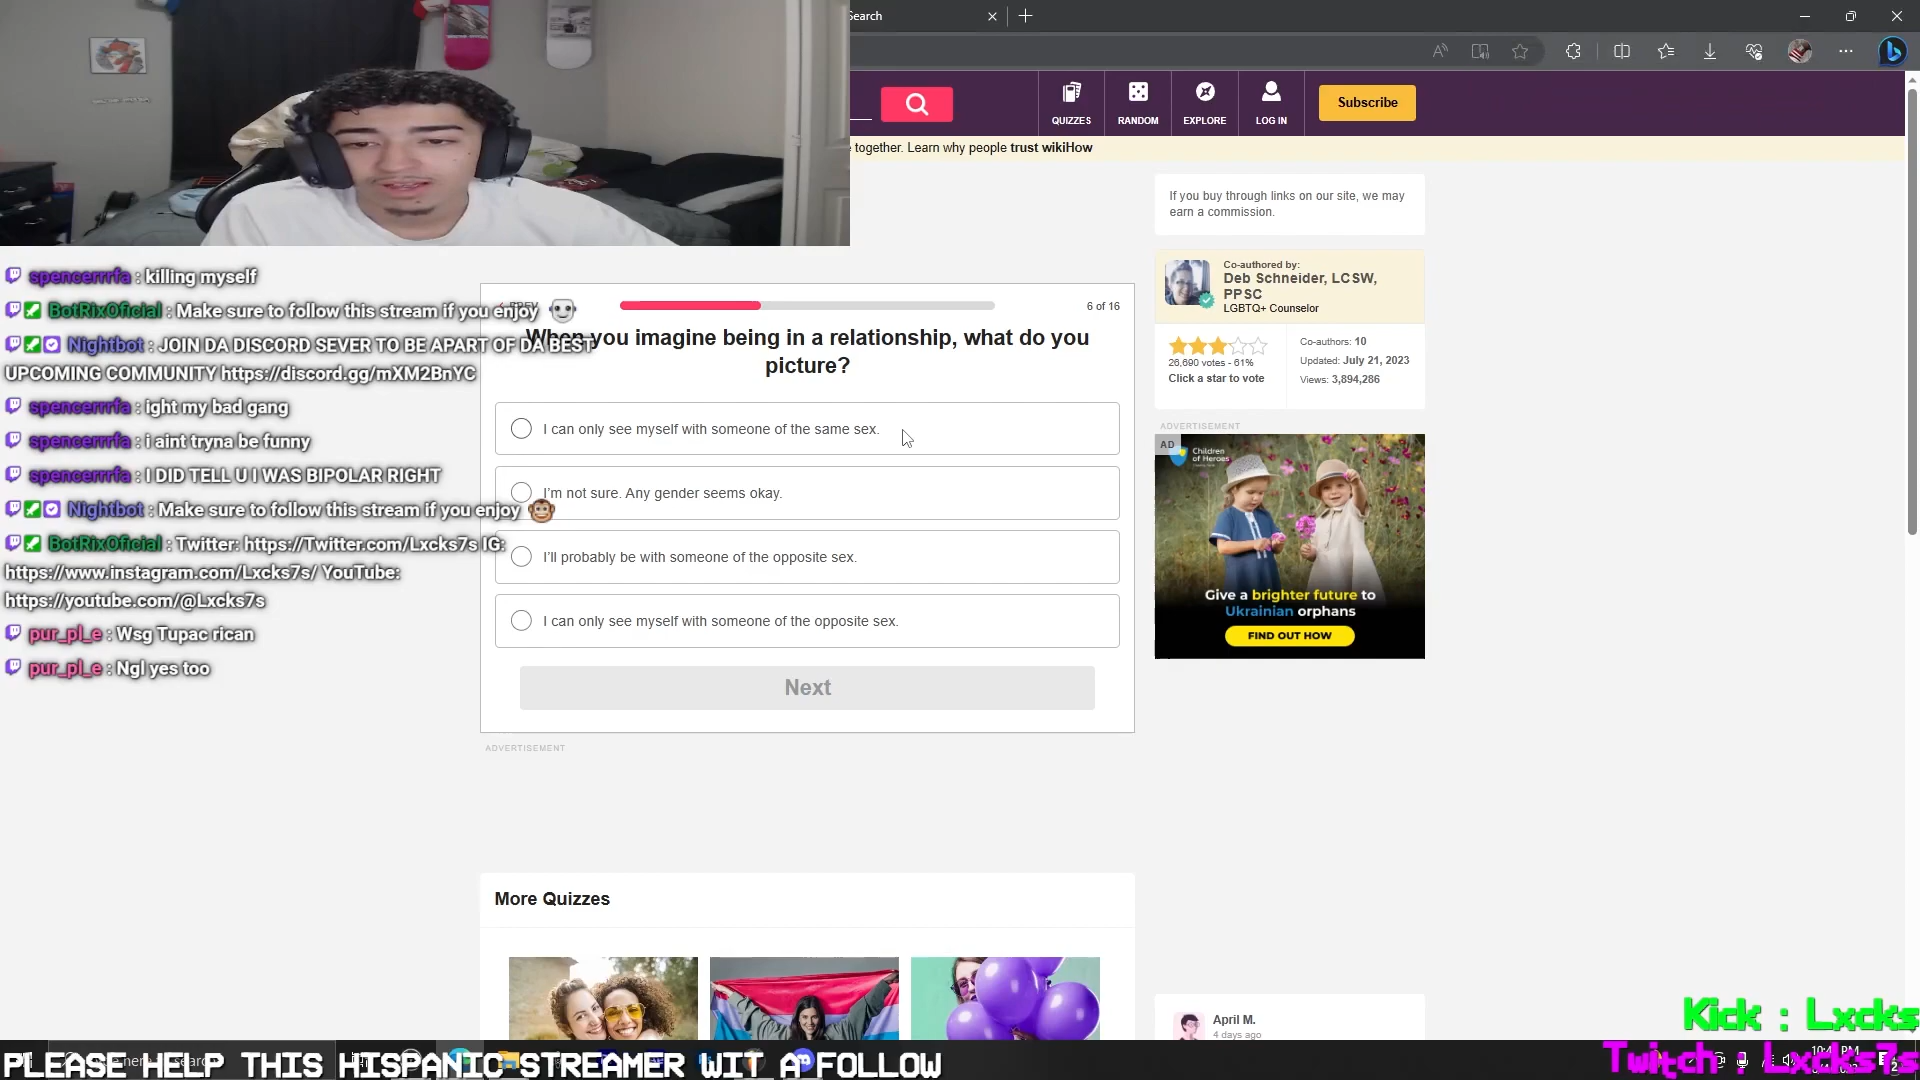 Search
QUIZZES
RANDOM
EXPLORE
LOG IN
Subscribe
together. Learn why people trust wikiHow
spencerrrfa : killing myself
BotRixOficial : Make sure to follow this stream if you enjoy
Nightbot : JOIN DA DISCORD SEVER TO BE APART OF DA BEST
UPCOMING COMMUNITY https://discord.gg/mXM2BnYC
spencerrrfa : ight my bad gang
spencerrrfa : i aint tryna be funny
spencerrrfa : I DID TELL U I WAS BIPOLAR RIGHT
Nightbot : Make sure to follow this stream if you enjoy
BotRixOficial : Twitter: https://Twitter.com/Lxcks7s IG:
https://www.instagram.com/Lxcks7s/ YouTube:
https://youtube.com/@Lxcks7s
pur_pl_e : Wsg Tupac rican
pur_pl_e : Ngl yes too
PREV
6 of 16
When you imagine being in a relationship, what do you
picture?
I can only see myself with someone of the same sex.
I'm not sure. Any gender seems okay.
I'll probably be with someone of the opposite sex.
I can only see myself with someone of the opposite sex.
Next
ADVERTISEMENT
More Quizzes
If you buy through links on our site, we may
earn a commission.
Co-authored by:
Deb Schneider, LCSW,
PPSC
LGBTQ+ Counselor
26,690 votes - 61%
Click a star to vote
Co-authors: 10
Updated: July 21, 2023
Views: 3,894,286
ADVERTISEMENT
AD
Children
of Heroes
Give a brighter future to
Ukrainian orphans
FIND OUT HOW
April M.
4 days ago
Kick : Lxcks
Twitch : Lxcks7s
PLEASE HELP THIS HISPANIC STREAMER WIT A FOLLOW